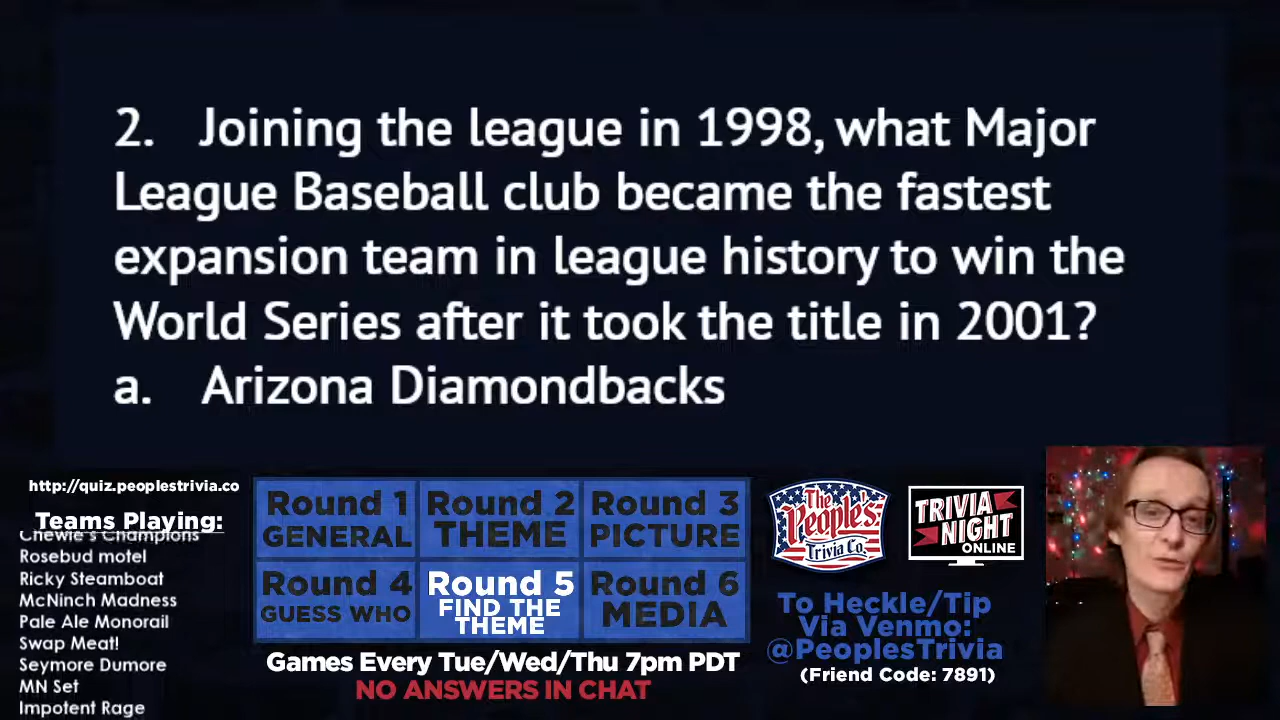 2. Joining the league in 1998, what Major
League Baseball club became the fastest
expansion team in league history to win the
World Series after it took the title in 2001?
a. Arizona Diamondbacks
http://quiz.peoplestrivia.co
Teams Playing:
Chewie's Champions
Rosebud motel
Ricky Steamboat
McNinch Madness
Pale Ale Monorail
Swap Meat!
Seymore Dumore
MN Set
Impotent Rage
Round 1
GENERAL
Round 2
THEME
Round 3
PICTURE
Round 4
GUESS WHO
Round 5
FIND THE
THEME
Round 6
MEDIA
Games Every Tue/Wed/Thu 7pm PDT
NO ANSWERS IN CHAT
The
People's
Trivia Co.
TRIVIA
NIGHT
ONLINE
To Heckle/Tip
Via Venmo:
@PeoplesTrivia
(Friend Code: 7891)